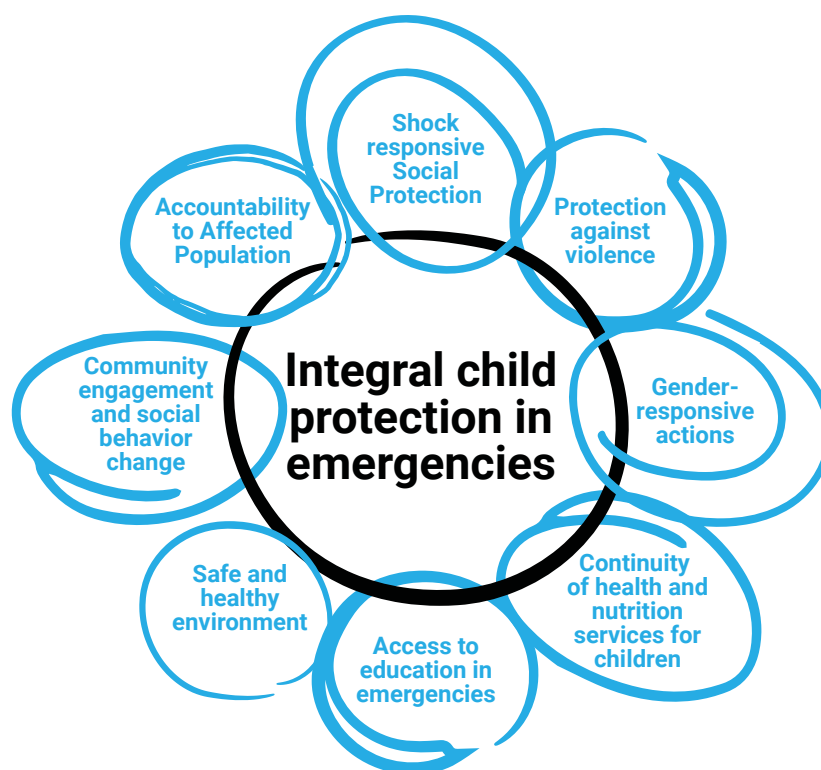 Shock
responsive
Social
Protection
Protection
against
violence
Gender-
responsive
actions
Continuity
of health and
nutrition
services for
children
Access to
education in
emergencies
Safe and
healthy
environment
Community
engagement
and social
behavior
change
Accountability
to Affected
Population
Integral child
protection in
emergencies